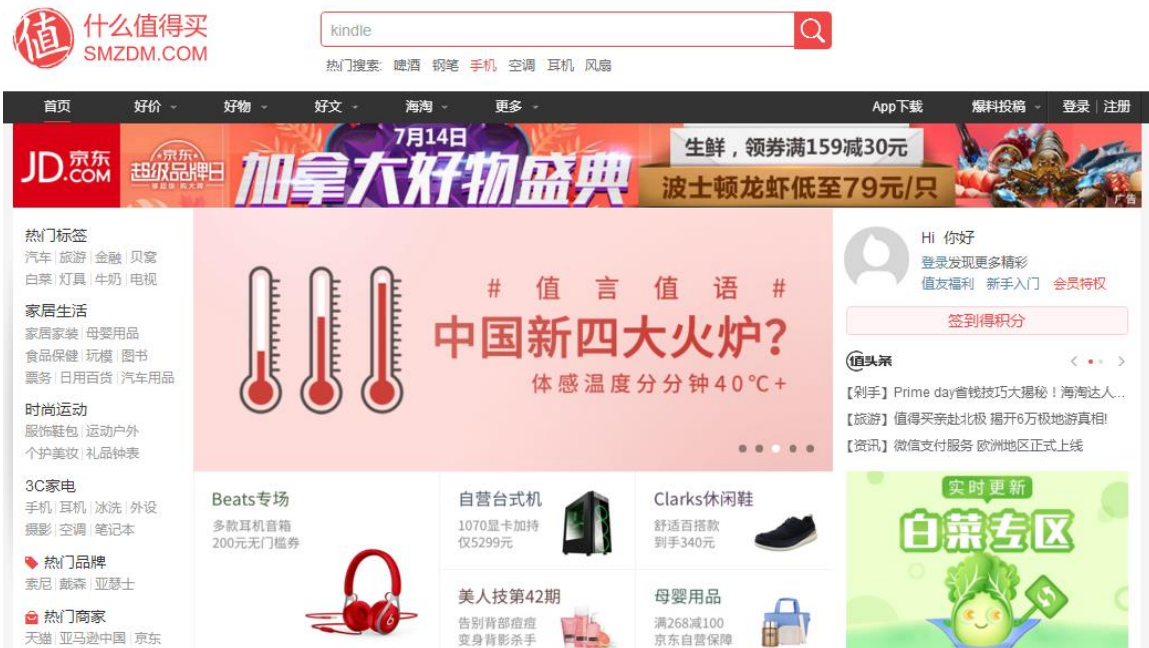 值
什么值得买
SMZDM.COM
kindle
热门搜索: 啤酒 钢笔 手机 空调 耳机 风扇
首页 好价 好物 好文 海淘 更多 App下载 爆料投稿 登录 | 注册
JD.京东
.COM
京东
超级品牌日
7月14日
加拿大好物盛典
生鲜，领券满159减30元
波士顿龙虾低至79元/只
广告
热门标签
汽车 | 旅游 | 金融 | 贝窝
白菜 | 灯具 | 牛奶 | 电视
家居生活
家居家装 | 母婴用品
食品保健 | 玩模 | 图书
票务 | 日用百货 | 汽车用品
时尚运动
服饰鞋包 | 运动户外
个护美妆 | 礼品钟表
3C家电
手机 | 耳机 | 冰洗 | 外设
摄影 | 空调 | 笔记本
热门品牌
索尼 | 戴森 | 亚瑟士
热门商家
天猫 | 亚马逊中国 | 京东
# 值言值语 #
中国新四大火炉?
体感温度分分钟40℃+
Beats专场
多款耳机音箱
200元无门槛券
自营台式机
1070显卡加持
仅5299元
Clarks休闲鞋
舒适百搭款
到手340元
美人技第42期
告别背部痘痘
变身背影杀手
母婴用品
满268减100
京东自营保障
Hi 你好
登录发现更多精彩
值友福利 新手入门 会员特权
签到得积分
值头条
【剁手】Prime day省钱技巧大揭秘！海淘达人...
【旅游】值得买亲赴北极 揭开6万极地游真相!
【资讯】微信支付服务 欧洲地区正式上线
实时更新
白菜专区